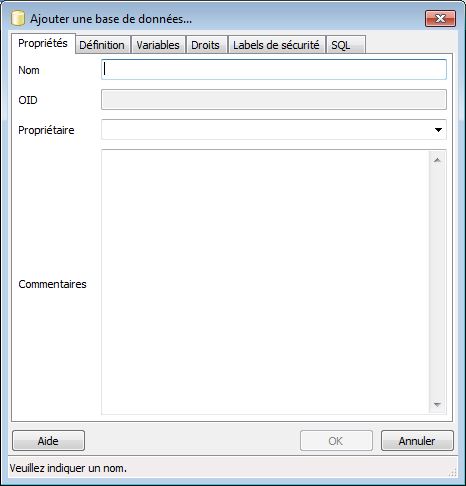 Ajouter une base de données...
Propriétés Définition Variables Droits Labels de sécurité SQL
Nom
OID
Propriétaire
Commentaires
Aide OK Annuler
Veuillez indiquer un nom.